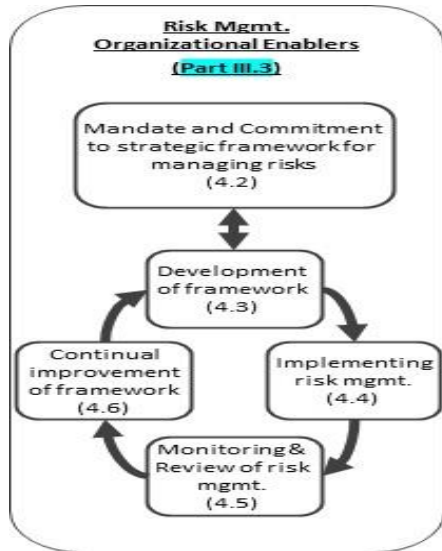 Risk Mgmt.
Organizational Enablers
(Part III.3)
Mandate and Commitment
to strategic framework for
managing risks
(4.2)
Development
of framework
(4.3)
Continual
improvement
of framework
(4.6)
Implementing
risk mgmt.
(4.4)
Monitoring &
Review of risk
mgmt.
(4.5)